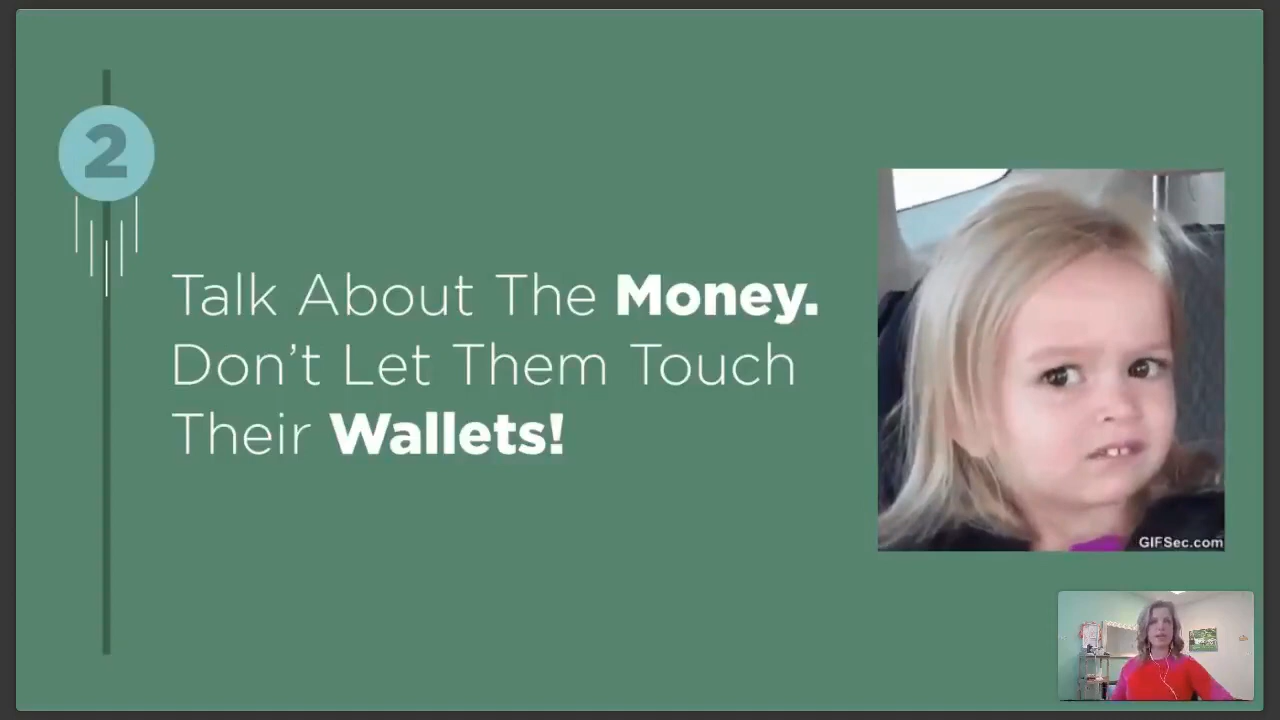 2
Talk About The Money.
Don’t Let Them Touch
Their Wallets!
GIFSec.com